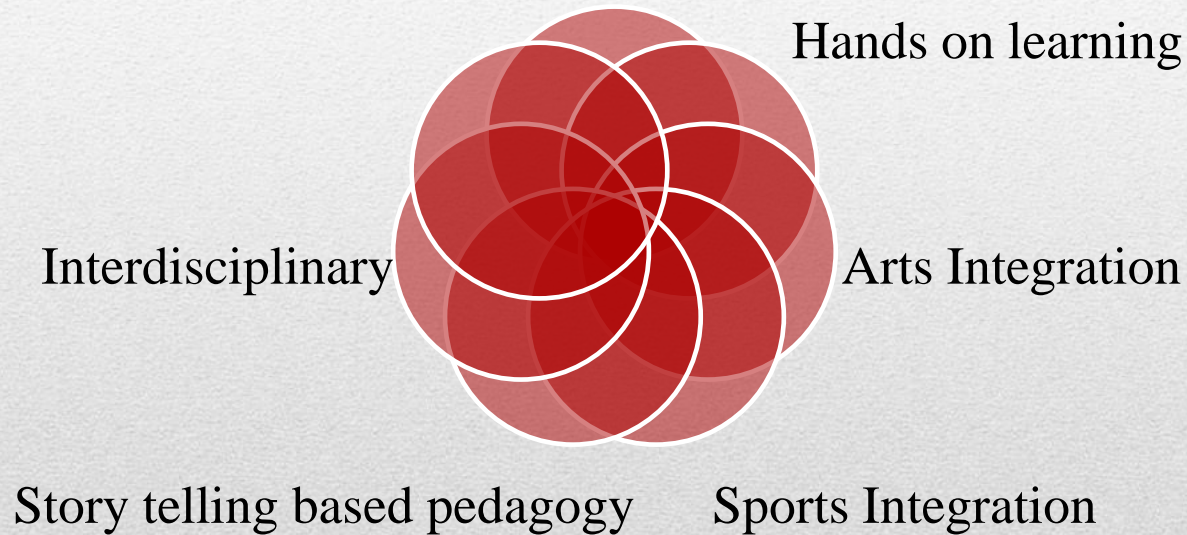 Hands on learning
Interdisciplinary
Arts Integration
Story telling based pedagogy
Sports Integration